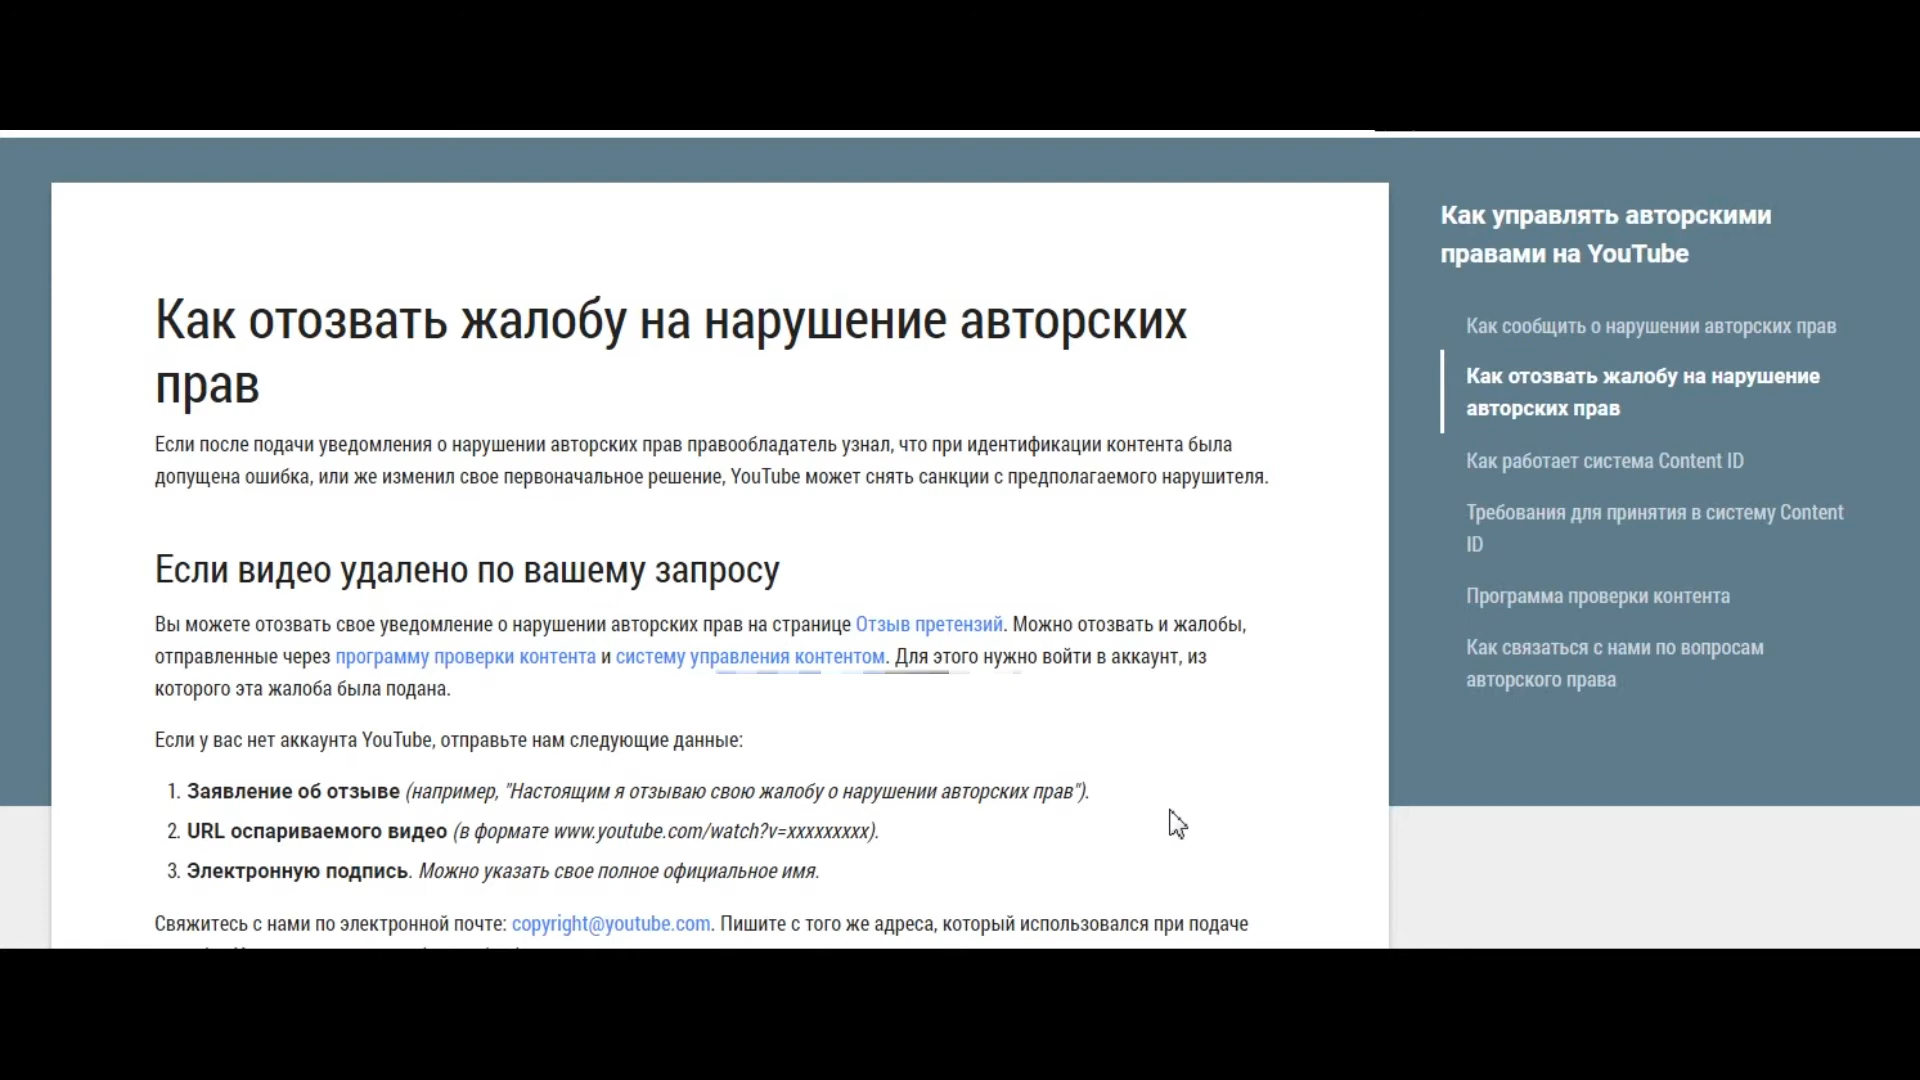 Как отозвать жалобу на нарушение авторских
прав
Если после подачи уведомления о нарушении авторских прав правообладатель узнал, что при идентификации контента была
допущена ошибка, или же изменил свое первоначальное решение, YouTube может снять санкции с предполагаемого нарушителя.
Если видео удалено по вашему запросу
Вы можете отозвать свое уведомление о нарушении авторских прав на странице Отзыв претензий. Можно отозвать и жалобы,
отправленные через программу проверки контента и систему управления контентом. Для этого нужно войти в аккаунт, из
которого эта жалоба была подана.
Если у вас нет аккаунта YouTube, отправьте нам следующие данные:
1. Заявление об отзыве (например, "Настоящим я отзываю свою жалобу о нарушении авторских прав").
2. URL оспариваемого видео (в формате www.youtube.com/watch?v=xxxxxxxxx).
3. Электронную подпись. Можно указать свое полное официальное имя.
Свяжитесь с нами по электронной почте: copyright@youtube.com. Пишите с того же адреса, который использовался при подаче
Как управлять авторскими
правами на YouTube
Как сообщить о нарушении авторских прав
Как отозвать жалобу на нарушение
авторских прав
Как работает система Content ID
Требования для принятия в систему Content
ID
Программа проверки контента
Как связаться с нами по вопросам
авторского права